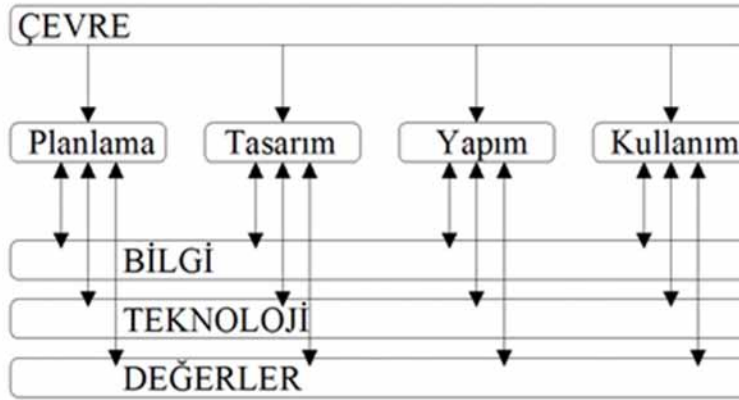 ÇEVRE
Planlama Tasarım Yapım Kullanım
BİLGİ
TEKNOLOJİ
DEĞERLER